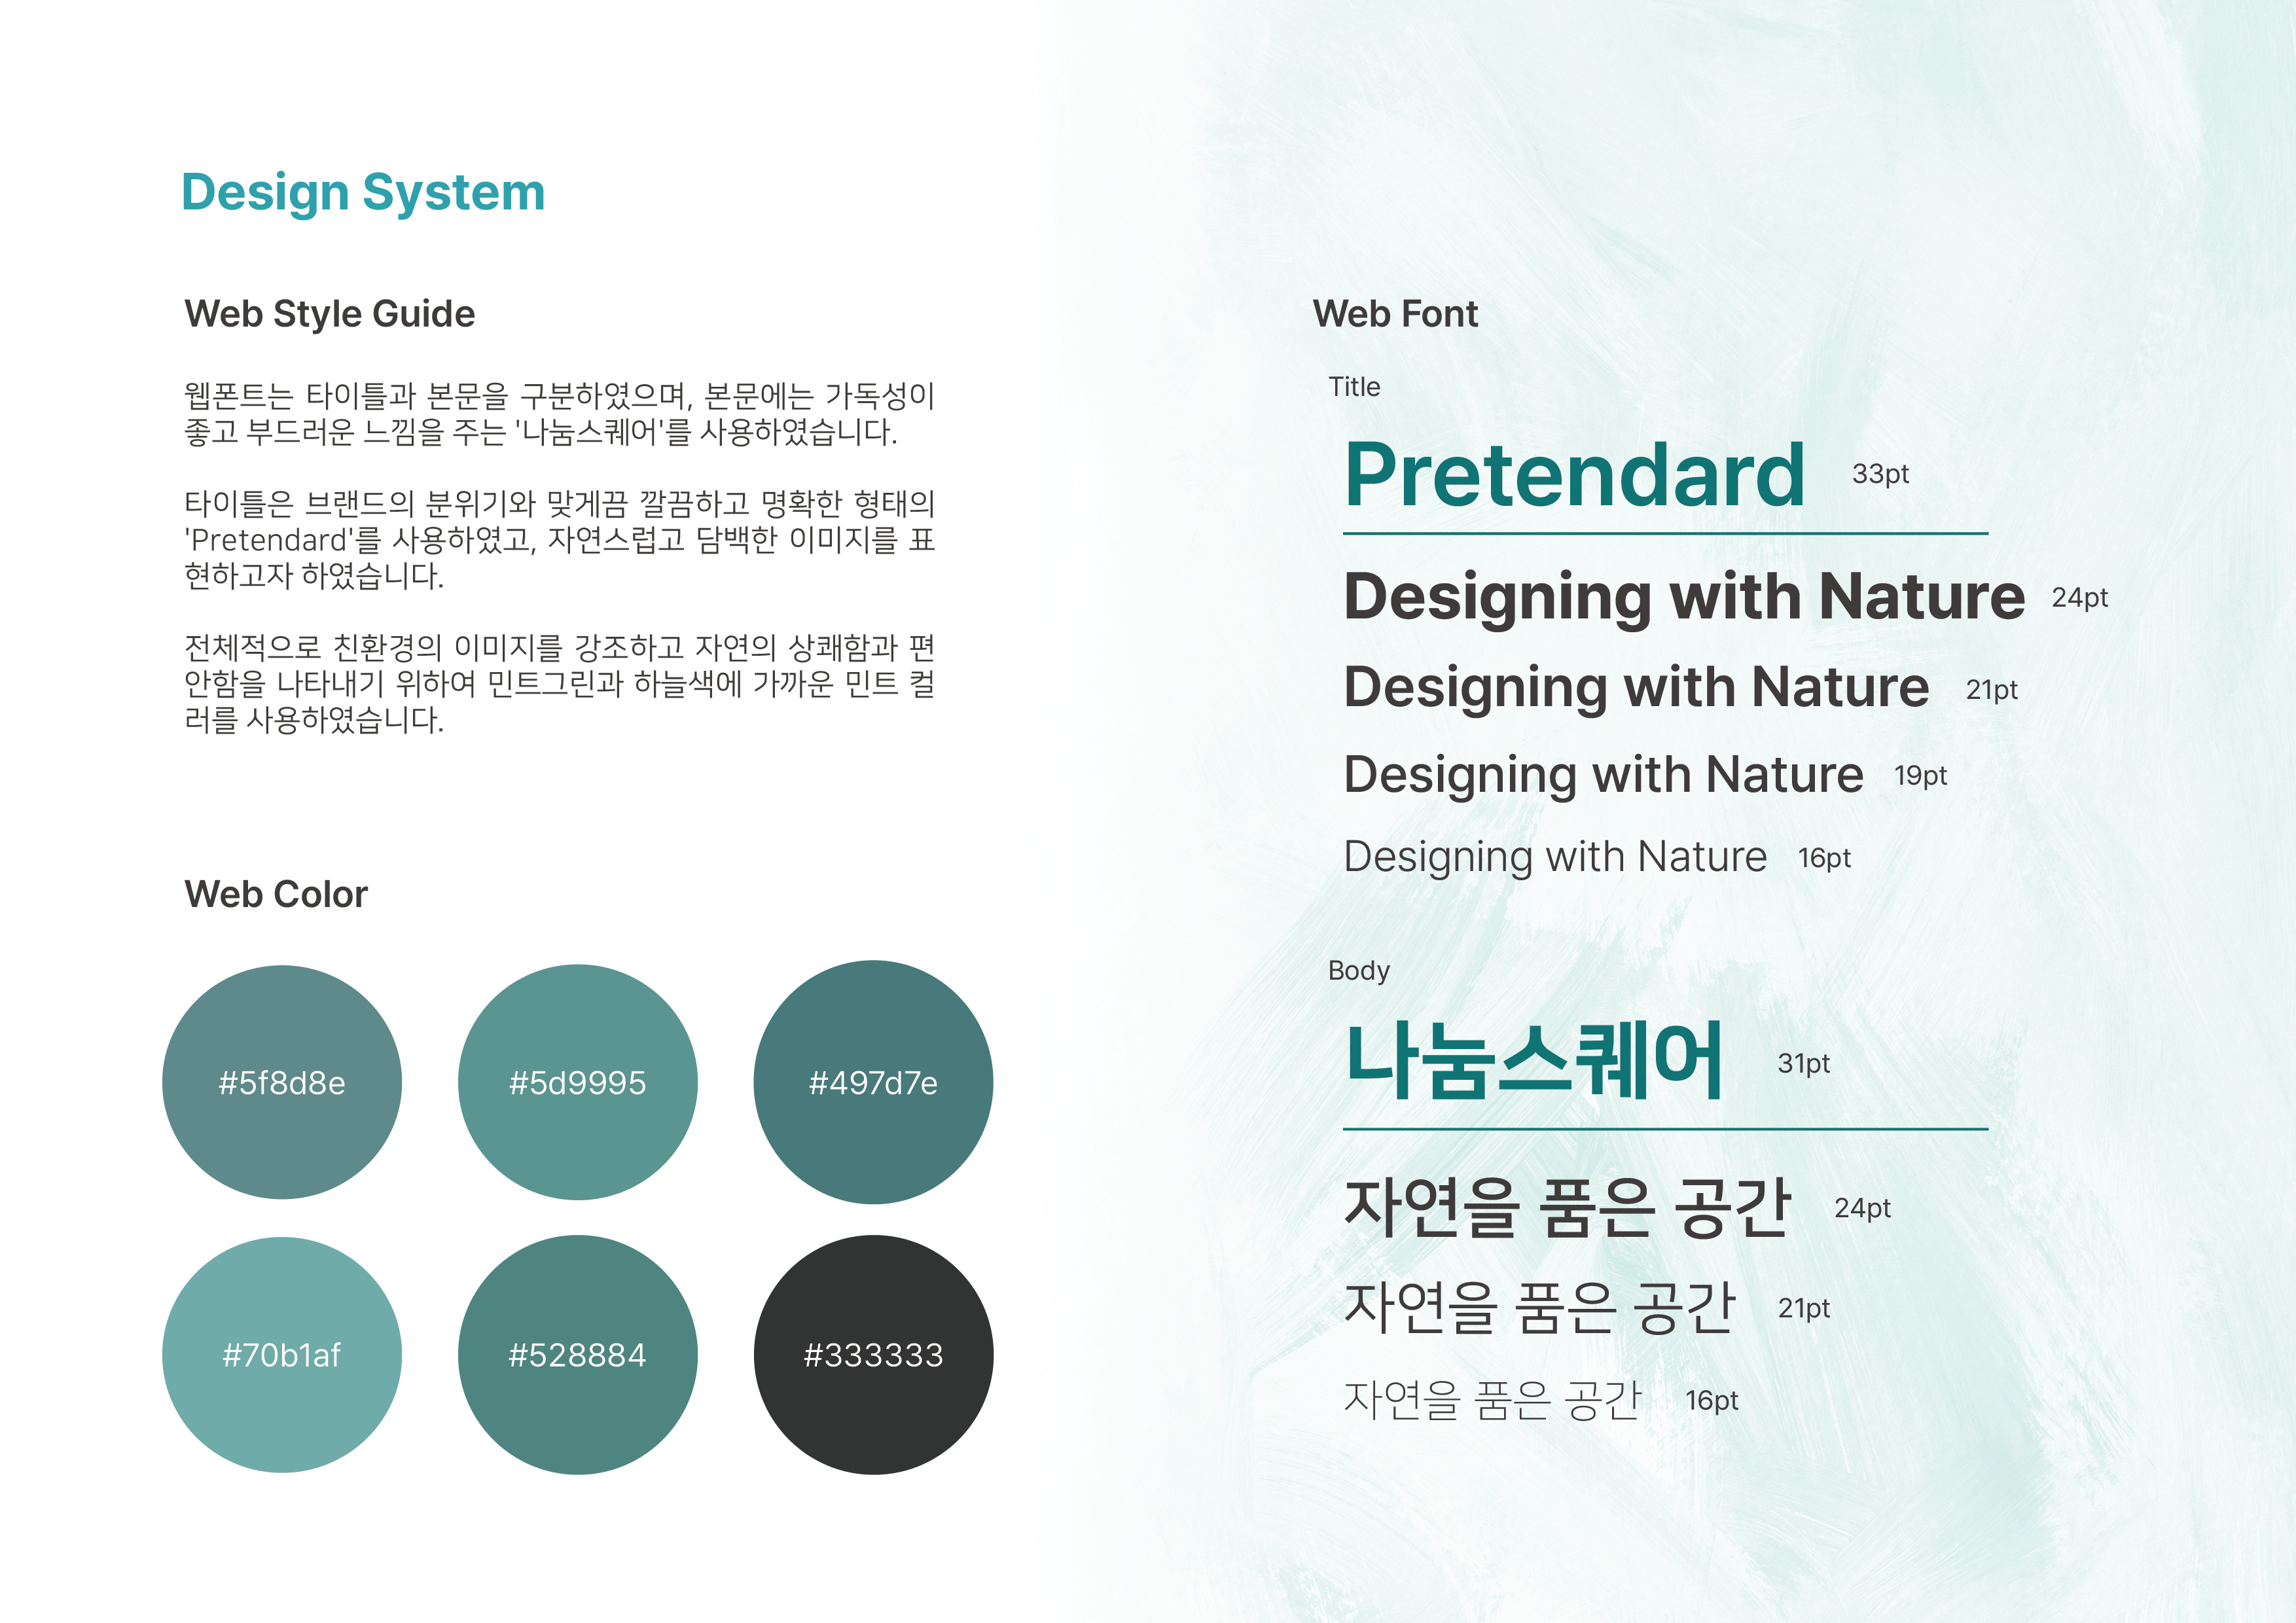 Design System
Web Style Guide
웹폰트는 타이틀과 본문을 구분하였으며, 본문에는 가독성이
좋고 부드러운 느낌을 주는 '나눔스퀘어'를 사용하였습니다.
타이틀은 브랜드의 분위기와 맞게끔 깔끔하고 명확한 형태의
'Pretendard'를 사용하였고, 자연스럽고 담백한 이미지를 표
현하고자 하였습니다.
전체적으로 친환경의 이미지를 강조하고 자연의 상쾌함과 편
안함을 나타내기 위하여 민트그린과 하늘색에 가까운 민트 컬
러를 사용하였습니다.
Web Color
#5f8d8e
#5d9995
#497d7e
#70b1af
#528884
#333333
Web Font
Title
Pretendard 33pt
Designing with Nature 24pt
Designing with Nature 21pt
Designing with Nature 19pt
Designing with Nature 16pt
Body
나눔스퀘어 31pt
자연을 품은 공간 24pt
자연을 품은 공간 21pt
자연을 품은 공간 16pt